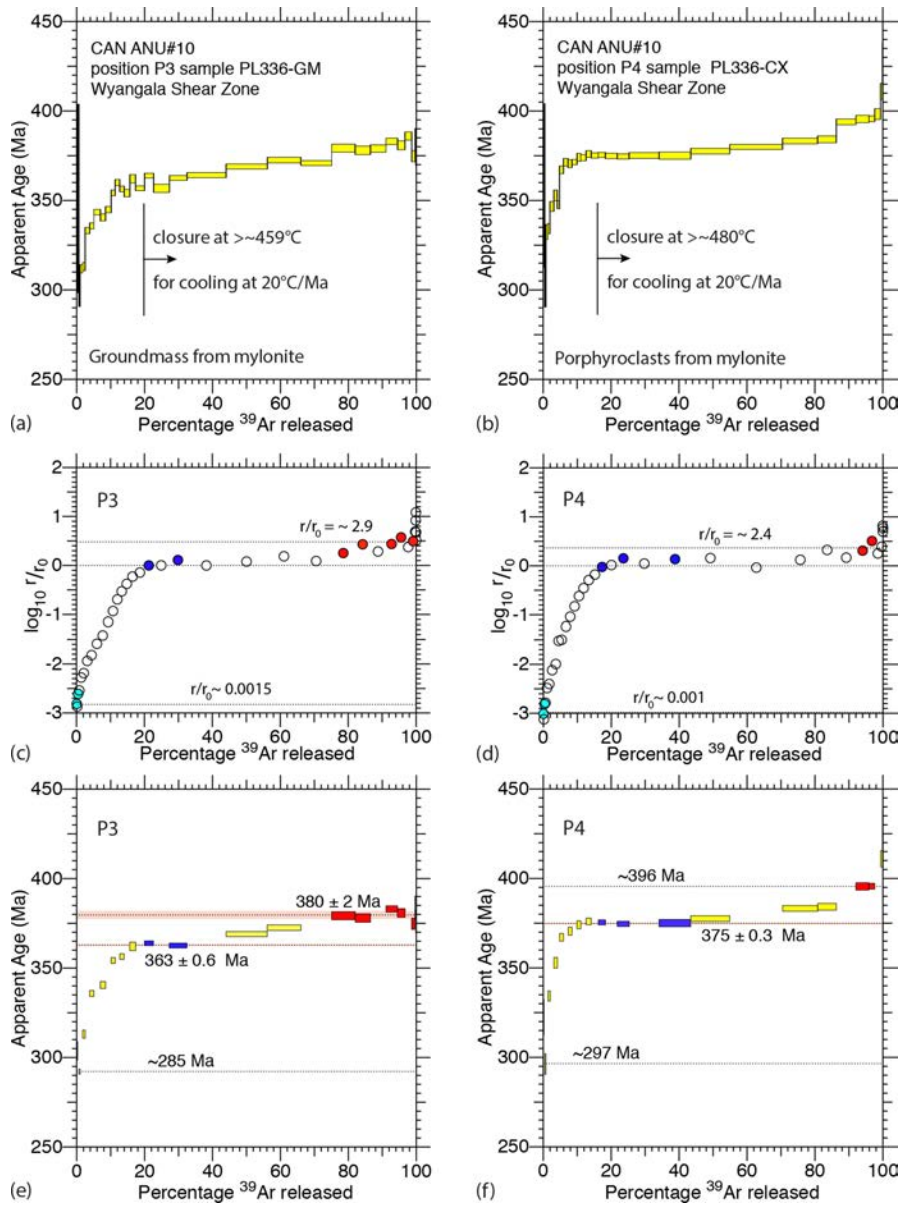 450
400
350
300
250
Apparent Age (Ma)
CAN ANU#10
position P3 sample PL336-GM
Wyangala Shear Zone
closure at >~459°C
for cooling at 20°C/Ma
Groundmass from mylonite
0 20 40 60 80 100
Percentage ³⁹Ar released
(a)
450
400
350
300
250
Apparent Age (Ma)
CAN ANU#10
position P4 sample PL336-CX
Wyangala Shear Zone
closure at >~480°C
for cooling at 20°C/Ma
Porphyroclasts from mylonite
0 20 40 60 80 100
Percentage ³⁹Ar released
(b)
2
1
0
-1
-2
-3
log₁₀ r/r₀
P3
r/r₀ = ~ 2.9
r/r₀ ~ 0.0015
0 20 40 60 80 100
Percentage ³⁹Ar released
(c)
2
1
0
-1
-2
-3
log₁₀ r/r₀
P4
r/r₀ = ~ 2.4
r/r₀ ~ 0.001
0 20 40 60 80 100
Percentage ³⁹Ar released
(d)
450
400
350
300
250
Apparent Age (Ma)
P3
380 ± 2 Ma
363 ± 0.6 Ma
~285 Ma
0 20 40 60 80 100
Percentage ³⁹Ar released
(e)
450
400
350
300
250
Apparent Age (Ma)
P4
~396 Ma
375 ± 0.3 Ma
~297 Ma
0 20 40 60 80 100
Percentage ³⁹Ar released
(f)